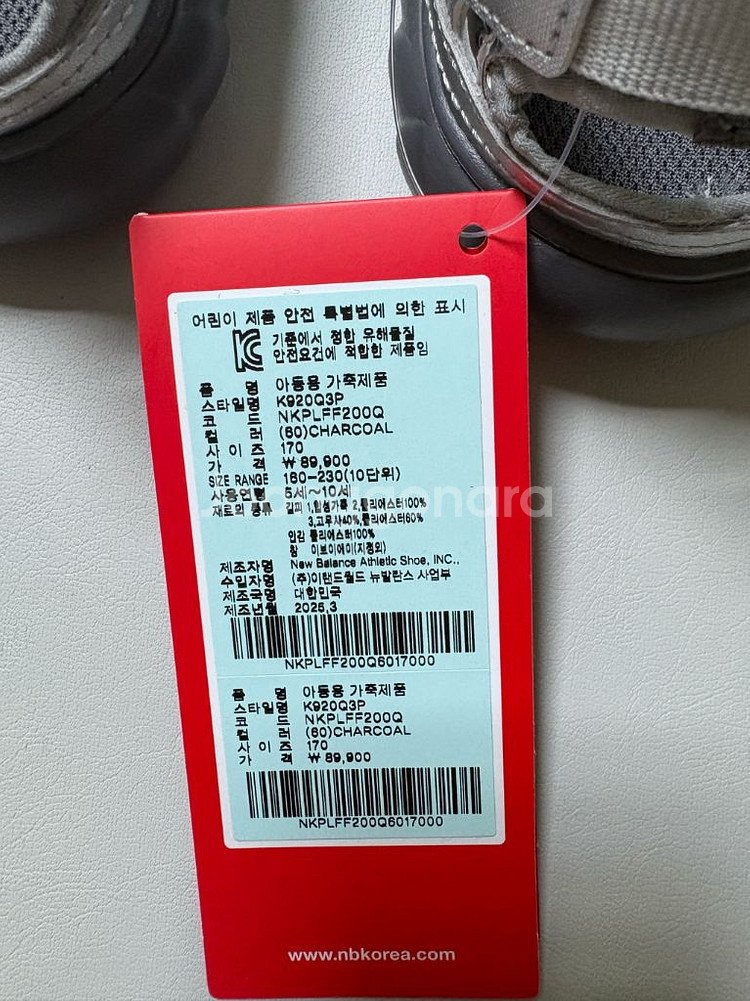 어린이 제품 안전 특별법에 의한 표시
기준에서 정합 유해물질
안전요건에 적합한 제품임
품 명 아동용 가죽제품
스타일명 K920Q3P
코 드 NKPLFF200Q
컬 러 (60)CHARCOAL
사 이 즈 170
가 격 ₩ 89,900
SIZE RANGE 160-230(10단위)
사용연령 5세~10세
재료의 종류 겉피 1.합성가죽 2.폴리에스터100%
3.고무사40%,폴리에스터60%
안감 폴리에스터100%
창 이브이에이(지정외)
제조자명 New Balance Athletic Shoe, INC.,
수입자명 (주)이랜드월드 뉴발란스 사업부
제조국명 대한민국
제조년월 2025.3
NKPLFF200Q6017000
품 명 아동용 가죽제품
스타일명 K920Q3P
코 드 NKPLFF200Q
컬 러 (60)CHARCOAL
사 이 즈 170
가 격 ₩ 89,900
NKPLFF200Q6017000
www.nbkorea.com